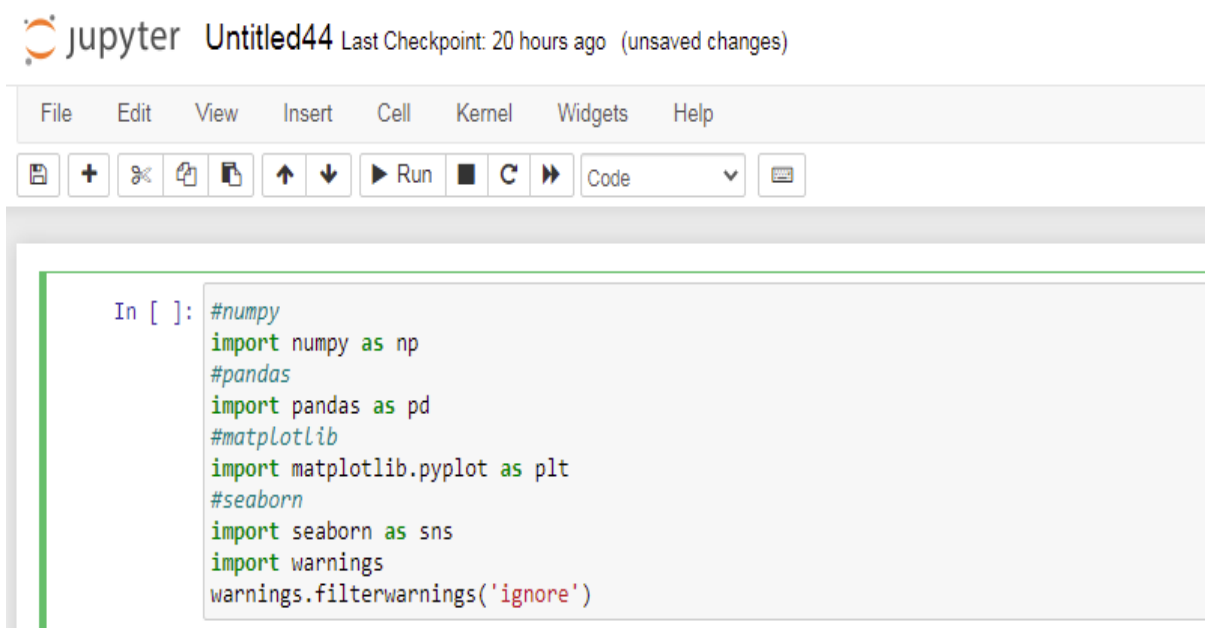 jupyter Untitled44 Last Checkpoint: 20 hours ago (unsaved changes)
File Edit View Insert Cell Kernel Widgets Help
Run Code
In [ ]: #numpy
import numpy as np
#pandas
import pandas as pd
#matplotlib
import matplotlib.pyplot as plt
#seaborn
import seaborn as sns
import warnings
warnings.filterwarnings('ignore')